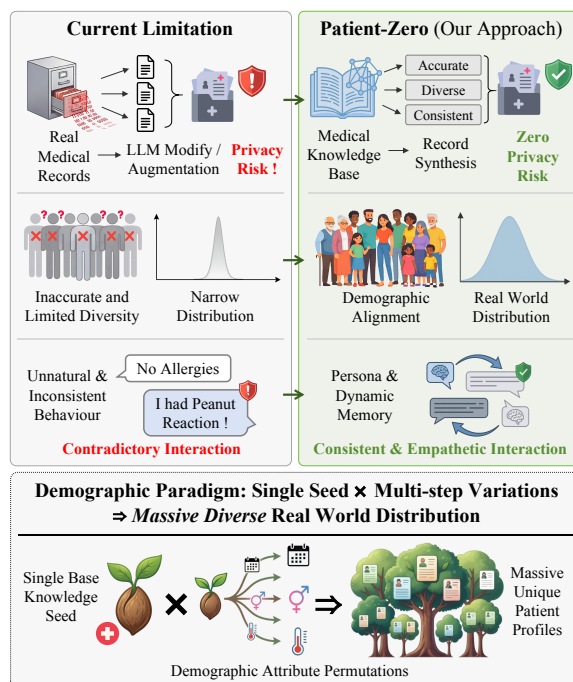 Current Limitation
Real
Medical
Records
LLM Modify /
Augmentation
Privacy
Risk !
Patient-Zero (Our Approach)
Accurate
Diverse
Consistent
Medical
Knowledge
Base
Record
Synthesis
Zero
Privacy
Risk
? ? ? ?
Inaccurate and
Limited Diversity
Narrow
Distribution
Demographic
Alignment
Real World
Distribution
Unnatural &
Inconsistent
Behaviour
No Allergies
I had Peanut
Reaction !
Contradictory Interaction
Persona &
Dynamic
Memory
Consistent & Empathetic Interaction
Demographic Paradigm: Single Seed × Multi-step Variations
⇒ Massive Diverse Real World Distribution
Single Base
Knowledge
Seed
Massive
Unique
Patient
Profiles
Demographic Attribute Permutations